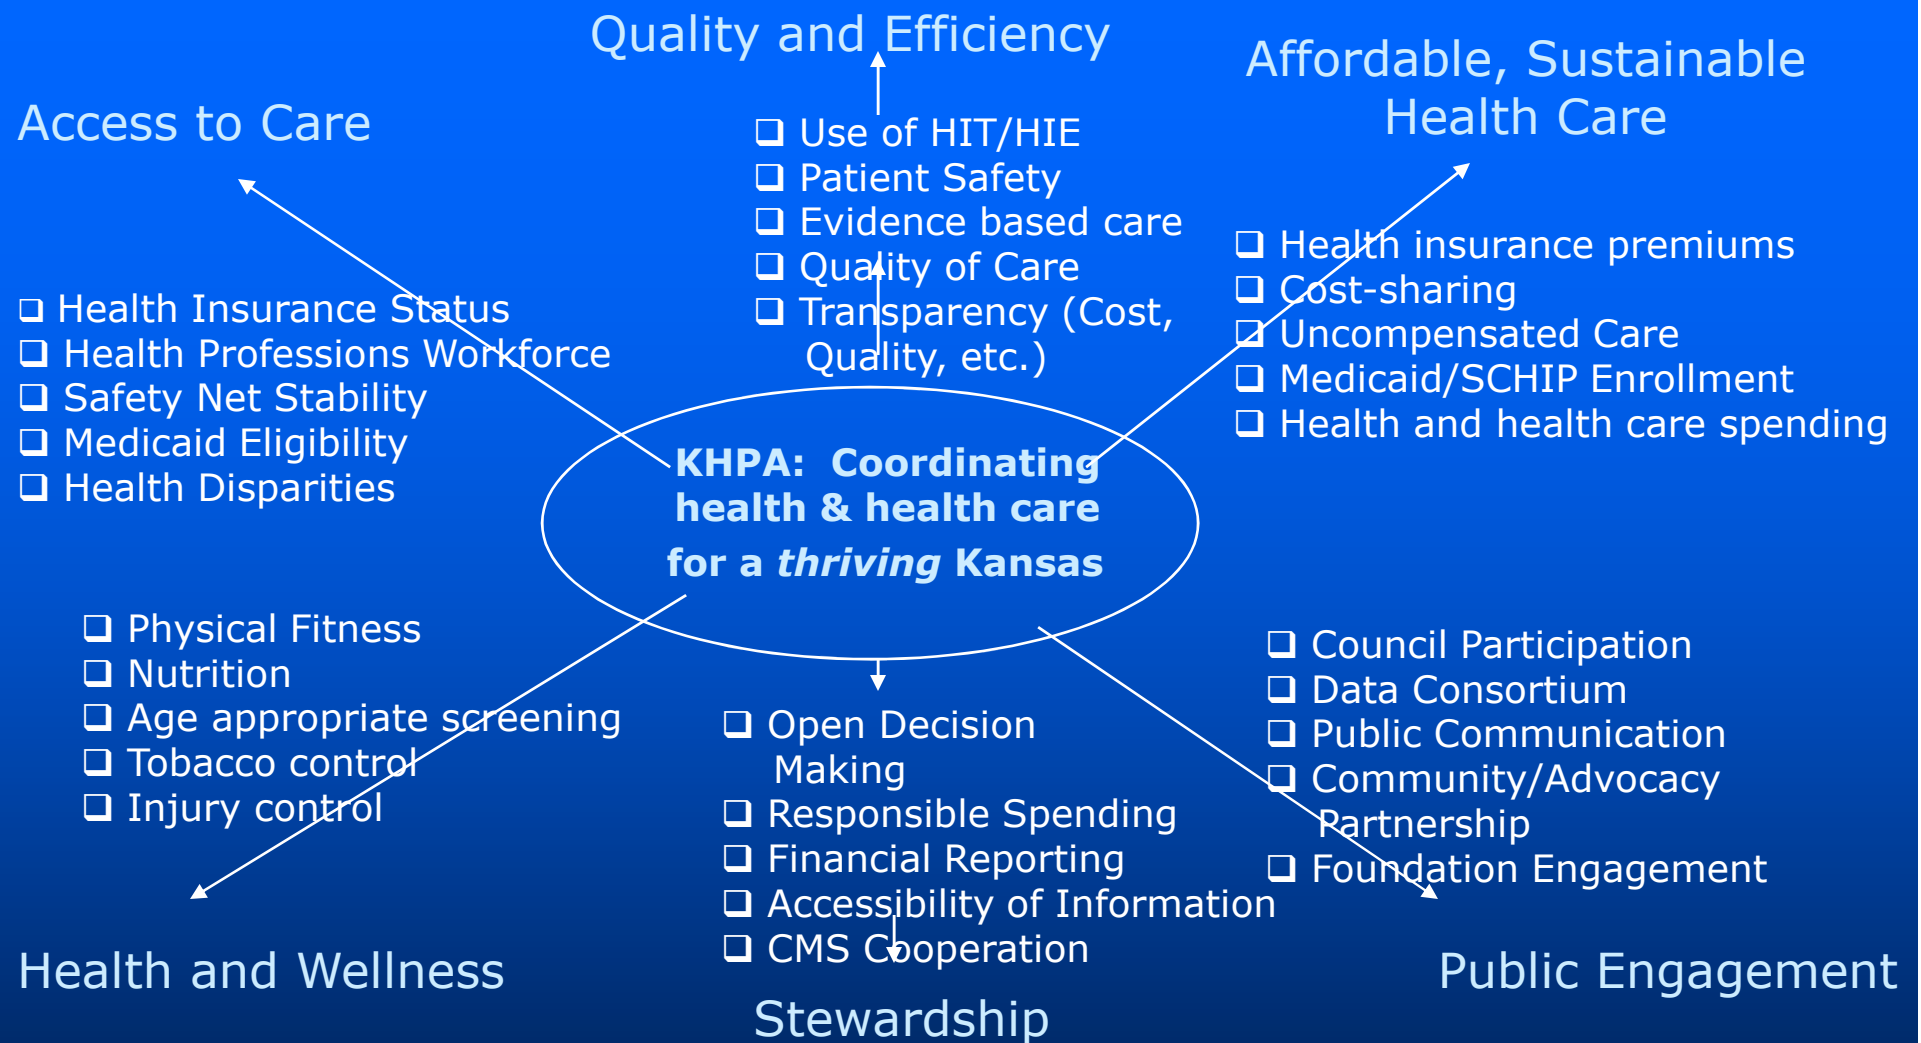 Quality and Efficiency
Affordable, Sustainable
Health Care
Access to Care
❑ Use of HIT/HIE
❑ Patient Safety
❑ Evidence based care
❑ Quality of Care
❑ Transparency (Cost,
Quality, etc.)
❑ Health insurance premiums
❑ Cost-sharing
❑ Uncompensated Care
❑ Medicaid/SCHIP Enrollment
❑ Health and health care spending
❑ Health Insurance Status
❑ Health Professions Workforce
❑ Safety Net Stability
❑ Medicaid Eligibility
❑ Health Disparities
KHPA: Coordinating
health & health care
for a thriving Kansas
❑ Physical Fitness
❑ Nutrition
❑ Age appropriate screening
❑ Tobacco control
❑ Injury control
❑ Open Decision
Making
❑ Responsible Spending
❑ Financial Reporting
❑ Accessibility of Information
❑ CMS Cooperation
❑ Council Participation
❑ Data Consortium
❑ Public Communication
❑ Community/Advocacy
Partnership
❑ Foundation Engagement
Health and Wellness
Stewardship
Public Engagement